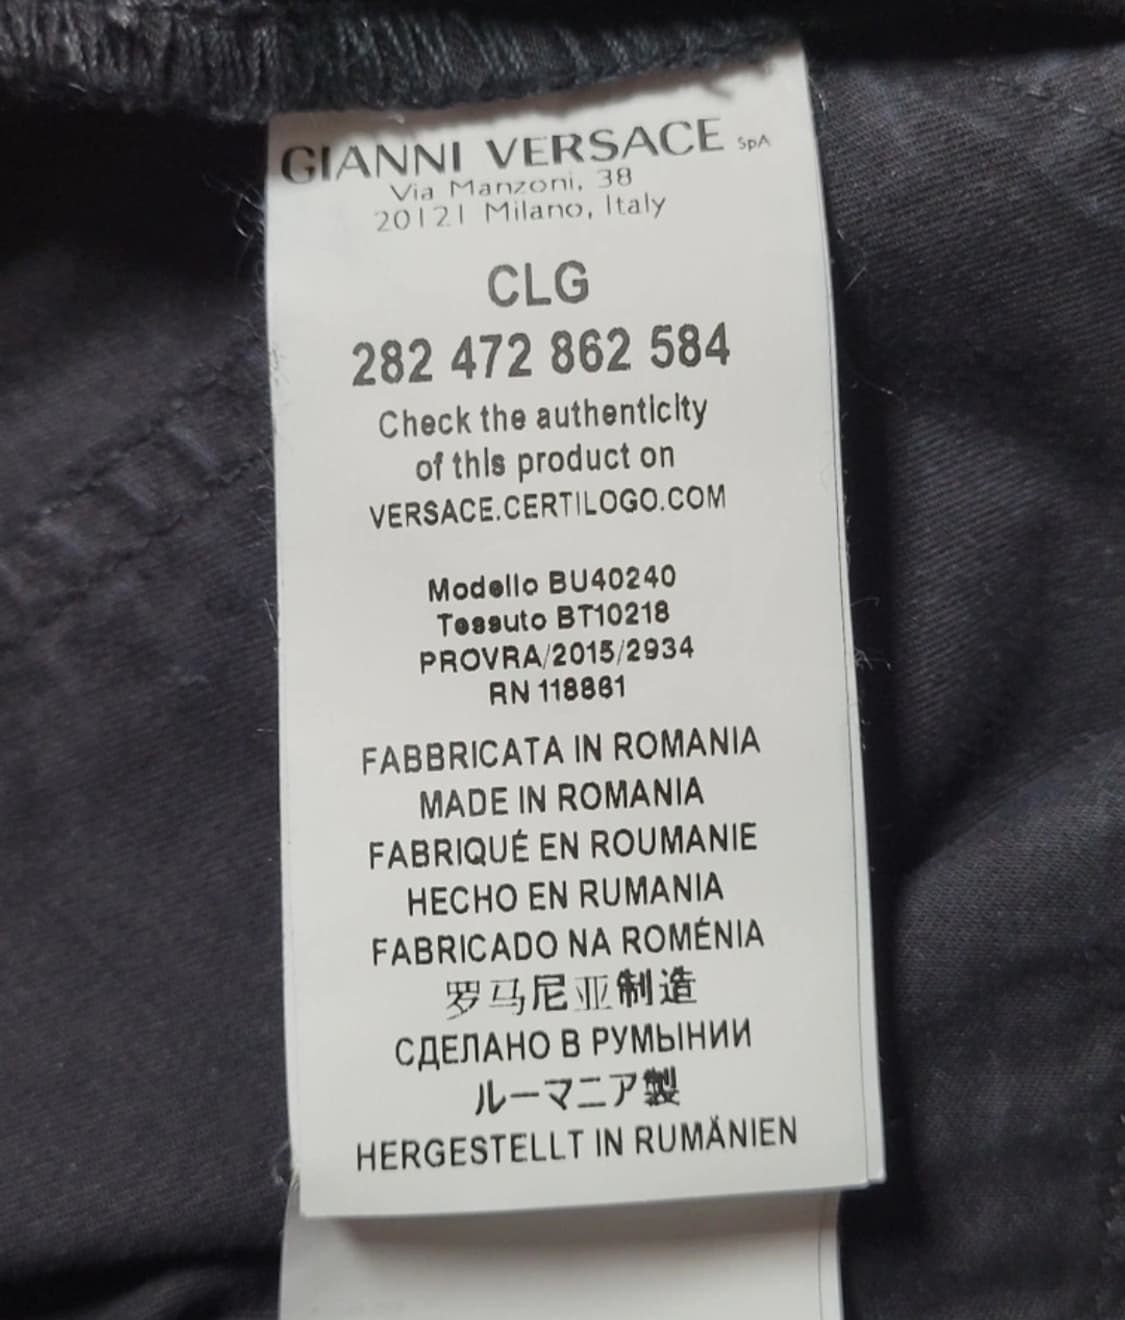 GIANNI VERSACE SpA
Via Manzoni, 38
20121 Milano, Italy
CLG
282 472 862 584
Check the authenticity
of this product on
VERSACE.CERTILOGO.COM
Modello BU40240
Tessuto BT10218
PROVRA/2015/2934
RN 118861
FABBRICATA IN ROMANIA
MADE IN ROMANIA
FABRIQUÉ EN ROUMANIE
HECHO EN RUMANIA
FABRICADO NA ROMÉNIA
罗马尼亚制造
СДЕЛАНО В РУМЫНИИ
ルーマニア製
HERGESTELLT IN RUMÄNIEN